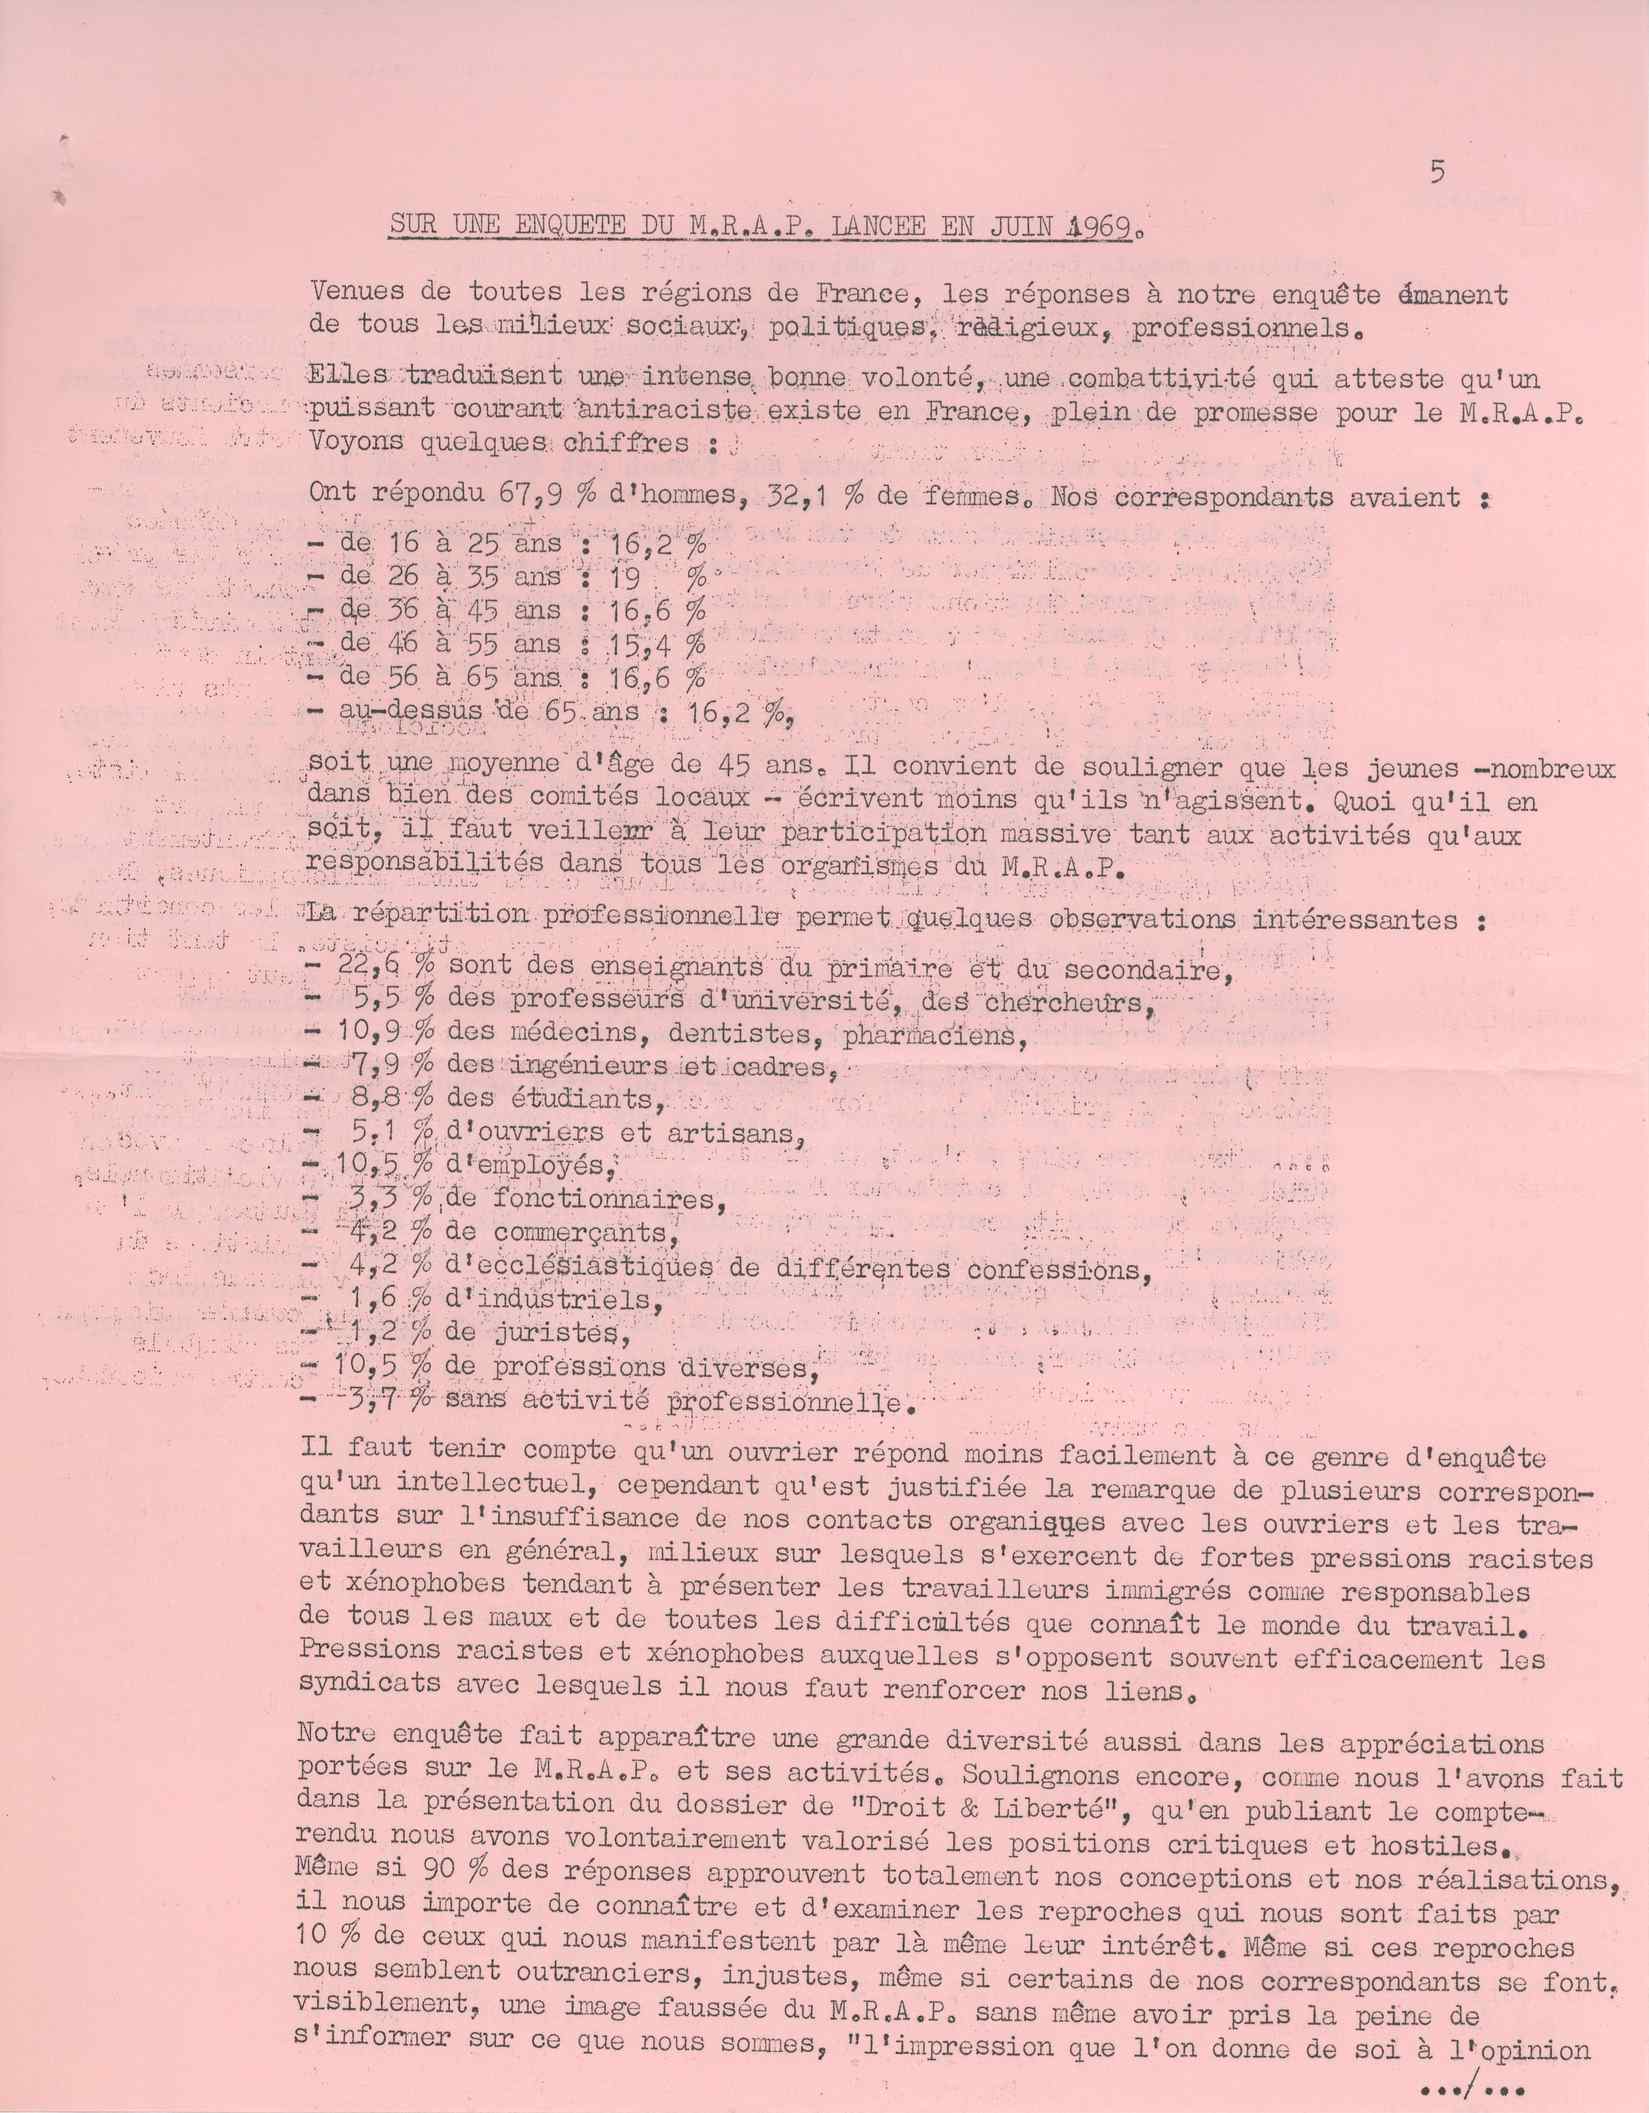 5
SUR UNE ENQUETE DU M.R.A.P. LANCEE EN JUIN 1969.
Venues de toutes les régions de France, les réponses à notre enquête émanent
de tous les milieux sociaux, politiques, religieux, professionnels.
Elles traduisent une intense bonne volonté, une combattivité qui atteste qu'un
puissant courant antiraciste existe en France, plein de promesse pour le M.R.A.P.
Voyons quelques chiffres :
Ont répondu 67,9 % d'hommes, 32,1 % de femmes. Nos correspondants avaient :
- de 16 à 25 ans : 16,2 %
- de 26 à 35 ans : 19 %
- de 36 à 45 ans : 16,6 %
- de 46 à 55 ans : 15,4 %
- de 56 à 65 ans : 16,6 %
- au-dessus de 65 ans : 16,2 %,
soit une moyenne d'âge de 45 ans. Il convient de souligner que les jeunes -nombreux
dans bien des comités locaux - écrivent moins qu'ils n'agissent. Quoi qu'il en
soit, il faut veiller à leur participation massive tant aux activités qu'aux
responsabilités dans tous les organismes du M.R.A.P.
La répartition professionnelle permet quelques observations intéressantes :
- 22,6 % sont des enseignants du primaire et du secondaire,
- 5,5 % des professeurs d'université, des chercheurs,
- 10,9 % des médecins, dentistes, pharmaciens,
- 7,9 % des ingénieurs et cadres,
- 8,8 % des étudiants,
- 5,1 % d'ouvriers et artisans,
- 10,5 % d'employés,
- 3,3 % de fonctionnaires,
- 4,2 % de commerçants,
- 4,2 % d'ecclésiastiques de différentes confessions,
- 1,6 % d'industriels,
- 1,2 % de juristes,
- 10,5 % de professions diverses,
- 3,7 % sans activité professionnelle.
Il faut tenir compte qu'un ouvrier répond moins facilement à ce genre d'enquête
qu'un intellectuel, cependant qu'est justifiée la remarque de plusieurs correspon-
dants sur l'insuffisance de nos contacts organiques avec les ouvriers et les tra-
vailleurs en général, milieux sur lesquels s'exercent de fortes pressions racistes
et xénophobes tendant à présenter les travailleurs immigrés comme responsables
de tous les maux et de toutes les difficultés que connaît le monde du travail.
Pressions racistes et xénophobes auxquelles s'opposent souvent efficacement les
syndicats avec lesquels il nous faut renforcer nos liens.
Notre enquête fait apparaître une grande diversité aussi dans les appréciations
portées sur le M.R.A.P. et ses activités. Soulignons encore, comme nous l'avons fait
dans la présentation du dossier de "Droit & Liberté", qu'en publiant le compte-
rendu nous avons volontairement valorisé les positions critiques et hostiles.
Même si 90 % des réponses approuvent totalement nos conceptions et nos réalisations,
il nous importe de connaître et d'examiner les reproches qui nous sont faits par
10 % de ceux qui nous manifestent par là même leur intérêt. Même si ces reproches
nous semblent outranciers, injustes, même si certains de nos correspondants se font,
visiblement, une image faussée du M.R.A.P. sans même avoir pris la peine de
s'informer sur ce que nous sommes, "l'impression que l'on donne de soi à l'opinion
.../...